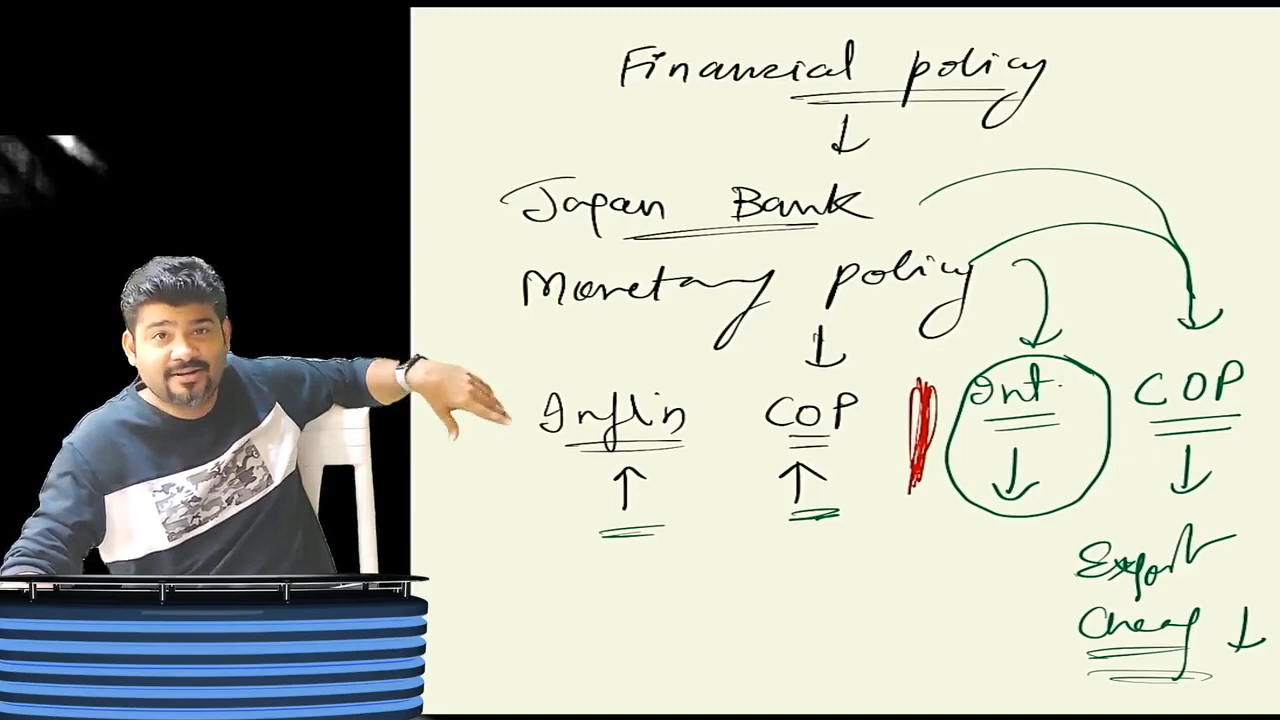 Financial policy
↓
Japan Bank
Monetary policy
↓
Infln COP Int. COP
↑ ↑ ↓ ↓
Export
Cheap ↓